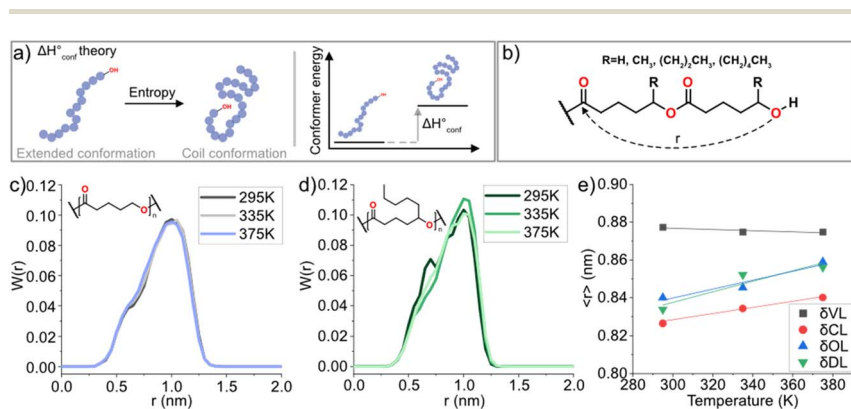 a) ΔH°conf theory
OH
Entropy
OH
Extended conformation
Coil conformation
Conformer energy
OH
OH
ΔH°conf
b)
R=H, CH3, (CH2)2CH3, (CH2)4CH3
O R O R
O O H
r
c)
0.12
0.10
0.08
0.06
0.04
0.02
0.00
W(r)
O
O
n
295K
335K
375K
0.0 0.5 1.0 1.5 2.0
r (nm)
d)
0.12
0.10
0.08
0.06
0.04
0.02
0.00
W(r)
O
O
n
295K
335K
375K
0.0 0.5 1.0 1.5 2.0
r (nm)
e)
0.90
0.88
0.86
0.84
0.82
0.80
<r> (nm)
δVL
δCL
δOL
δDL
280 300 320 340 360 380
Temperature (K)